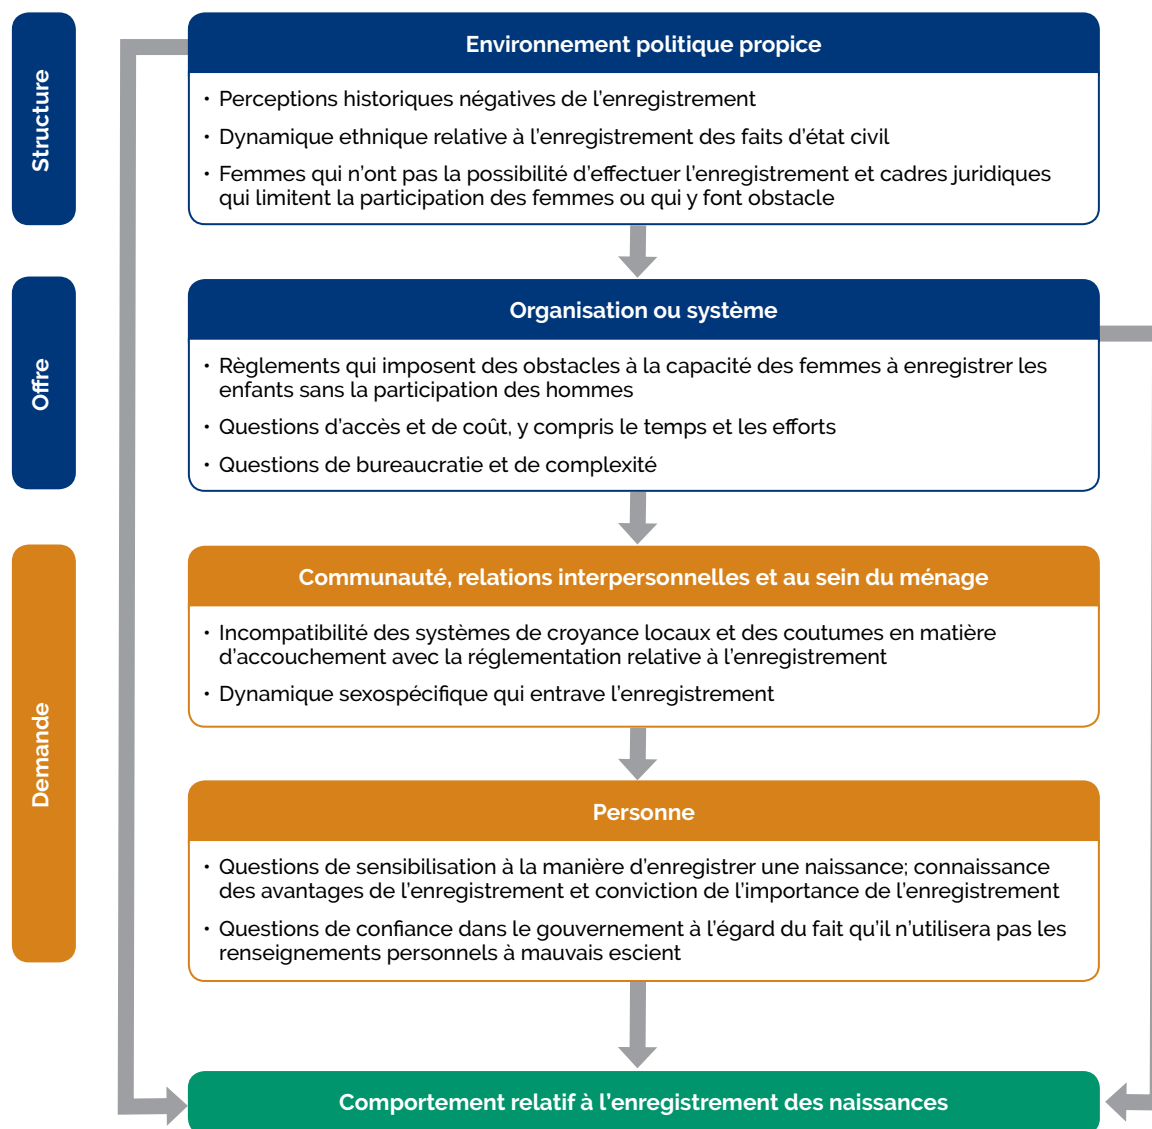 Structure
Environnement politique propice
• Perceptions historiques négatives de l'enregistrement
• Dynamique ethnique relative à l'enregistrement des faits d'état civil
• Femmes qui n'ont pas la possibilité d'effectuer l'enregistrement et cadres juridiques
qui limitent la participation des femmes ou qui y font obstacle
Offre
Organisation ou système
• Règlements qui imposent des obstacles à la capacité des femmes à enregistrer les
enfants sans la participation des hommes
• Questions d'accès et de coût, y compris le temps et les efforts
• Questions de bureaucratie et de complexité
Demande
Communauté, relations interpersonnelles et au sein du ménage
• Incompatibilité des systèmes de croyance locaux et des coutumes en matière
d'accouchement avec la réglementation relative à l'enregistrement
• Dynamique sexospécifique qui entrave l'enregistrement
Personne
• Questions de sensibilisation à la manière d'enregistrer une naissance; connaissance
des avantages de l'enregistrement et conviction de l'importance de l'enregistrement
• Questions de confiance dans le gouvernement à l'égard du fait qu'il n'utilisera pas les
renseignements personnels à mauvais escient
Comportement relatif à l'enregistrement des naissances